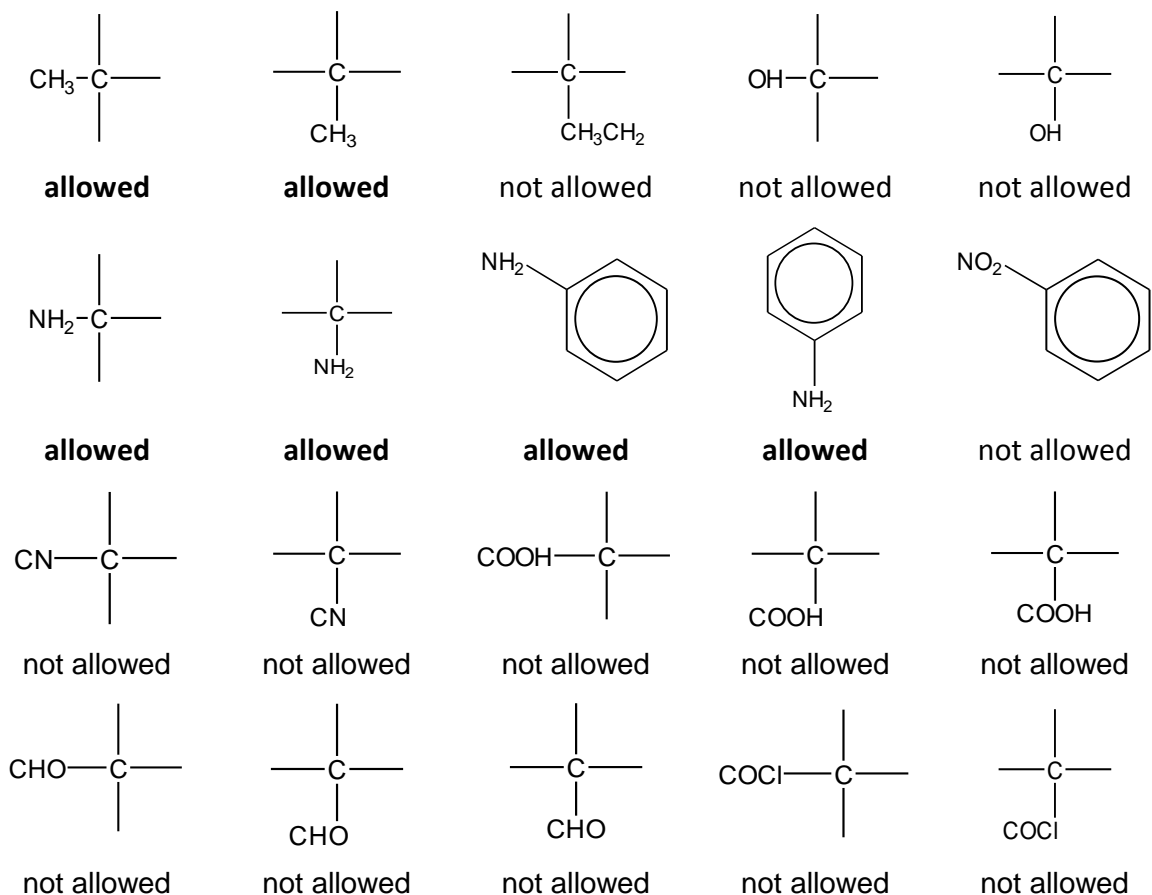 CH₃ C C C OH C C
CH₃ CH₃CH₂ OH
allowed allowed not allowed not allowed not allowed
NH₂ NO₂
NH₂ C C
NH₂ NH₂
allowed allowed allowed allowed not allowed
CN C C COOH C C C
CN COOH COOH
not allowed not allowed not allowed not allowed not allowed
CHO C C C COCl C C
CHO CHO COCl
not allowed not allowed not allowed not allowed not allowed